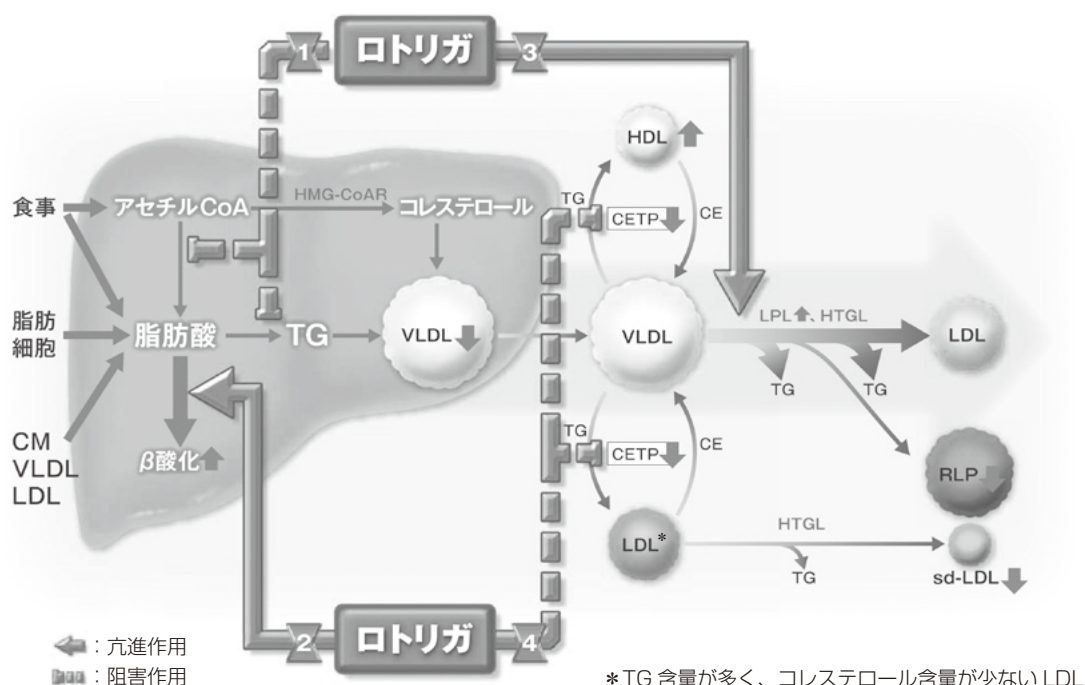 1 ロトリガ 3
HDL
食事
アセチルCoA
HMG-CoAR
コレステロール
TG
CETP
CE
脂肪
細胞
脂肪酸
TG
VLDL
VLDL
LPL 、HTGL
LDL
TG
TG
CM
VLDL
LDL
β酸化
TG
CETP
CE
RLP
LDL*
HTGL
TG
sd-LDL
2 ロトリガ 4
:亢進作用
:阻害作用
*TG 含量が多く、コレステロール含量が少ない LDL